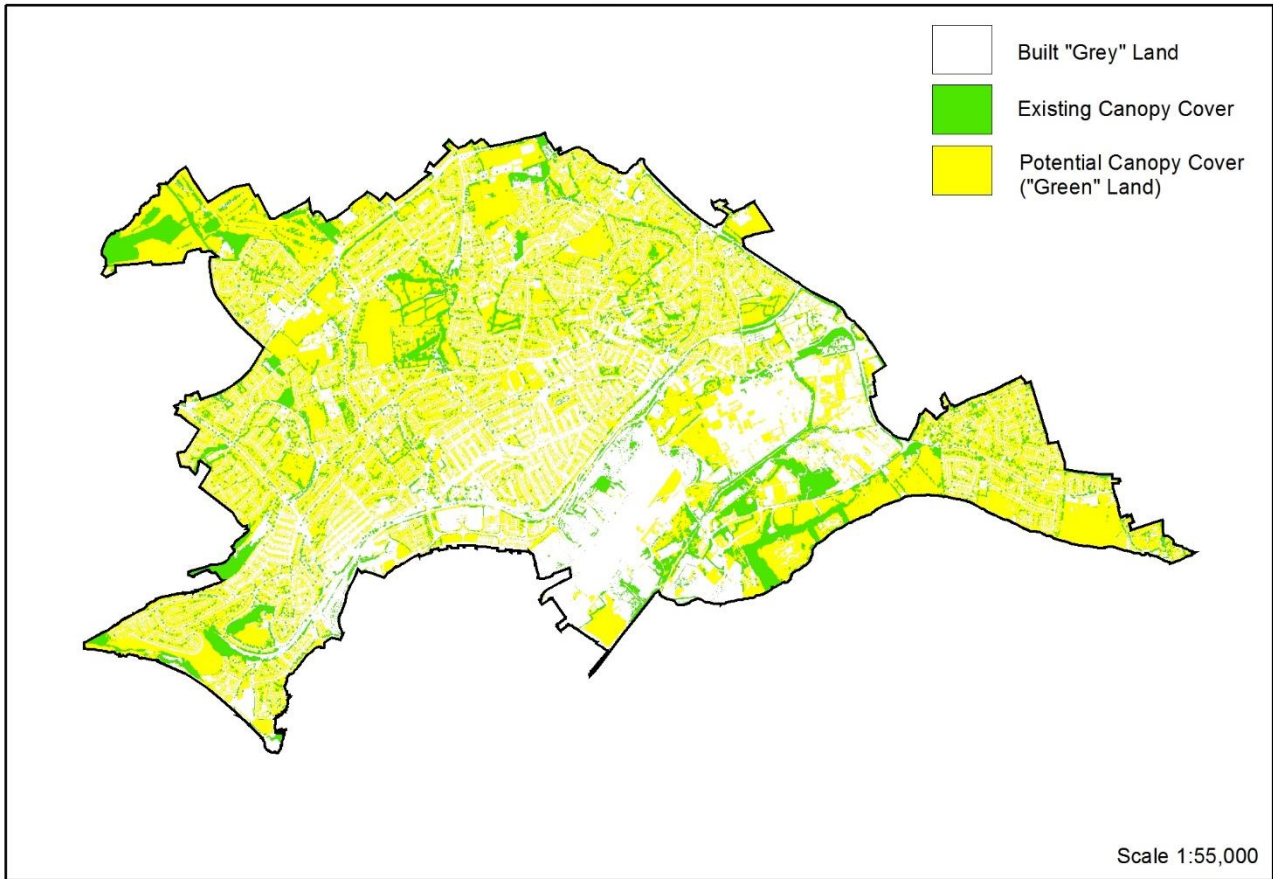 Built "Grey" Land
Existing Canopy Cover
Potential Canopy Cover
("Green" Land)
Scale 1:55,000